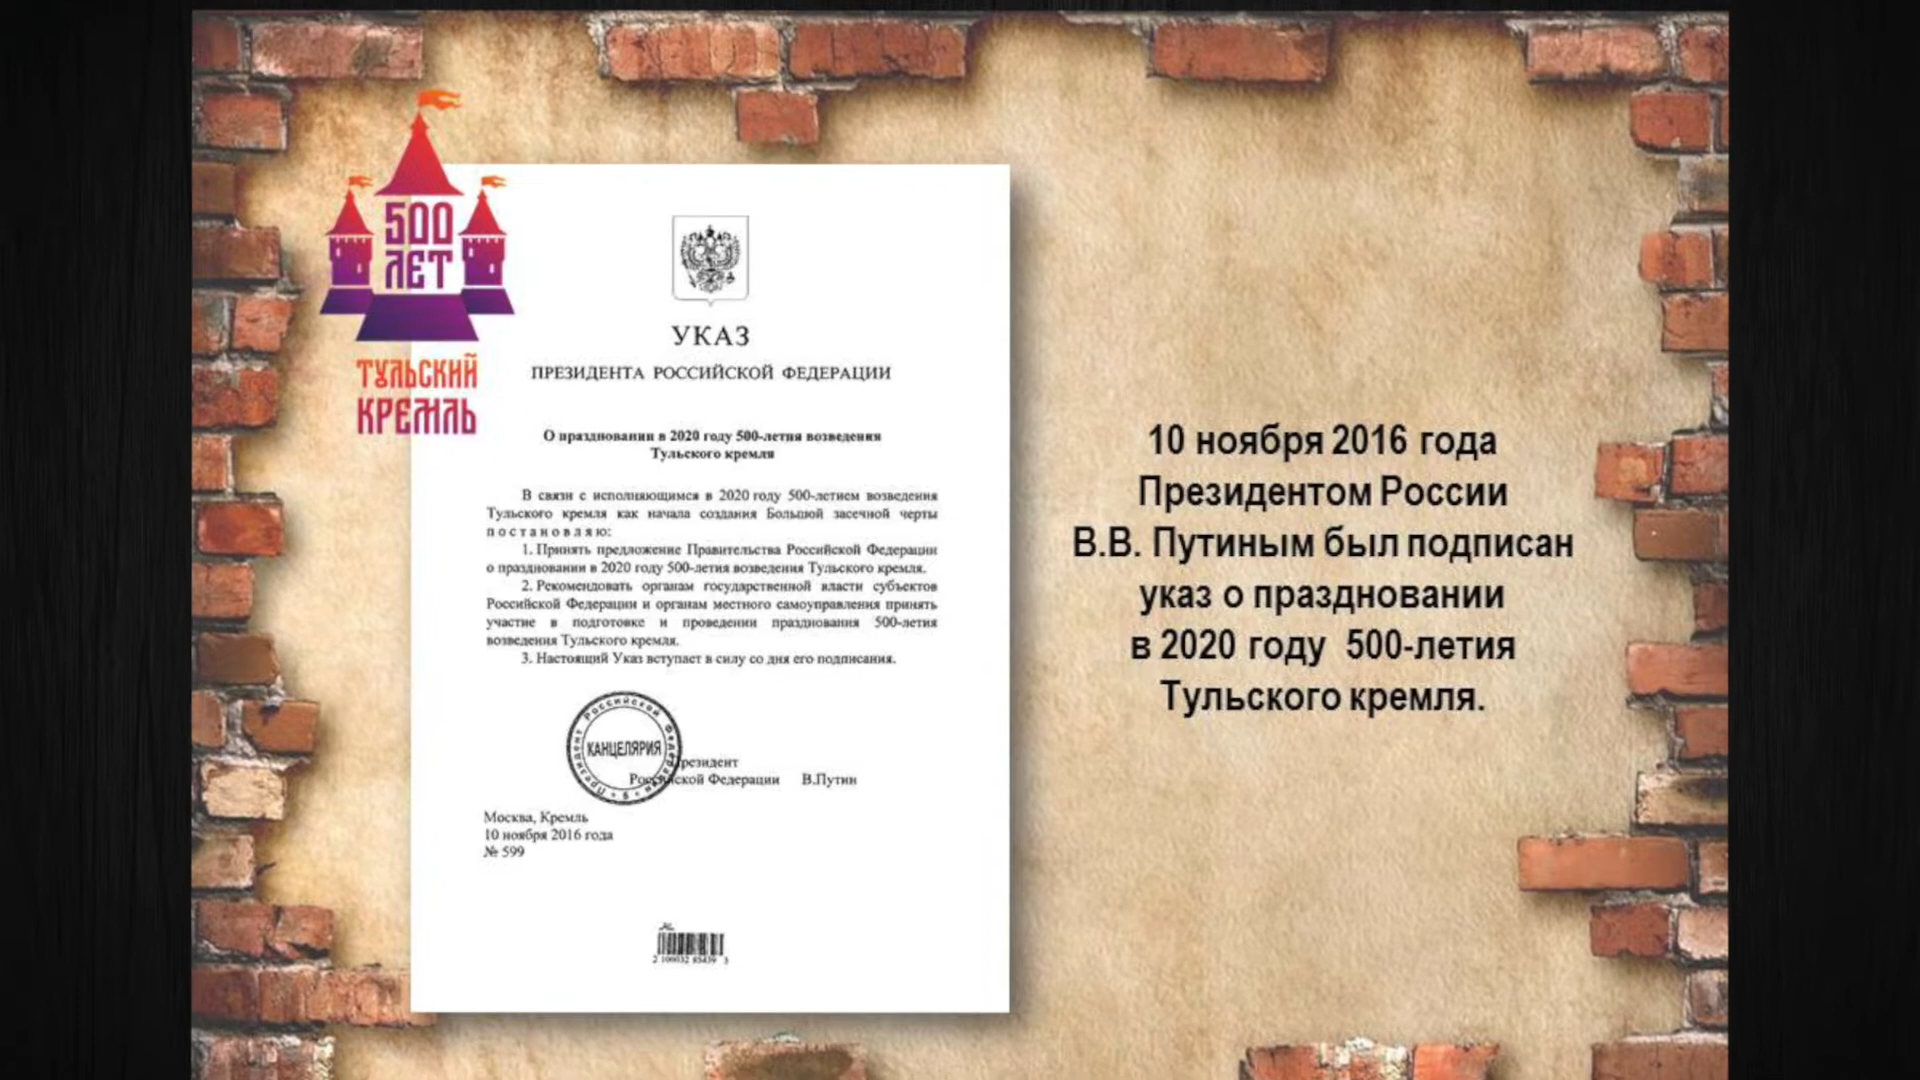 500
ЛЕТ
ТУЛЬСКИЙ
КРЕМЛЬ
УКАЗ
ПРЕЗИДЕНТА РОССИЙСКОЙ ФЕДЕРАЦИИ
О праздновании в 2020 году 500-летия возведения
Тульского кремля
В связи с исполняющимся в 2020 году 500-летием возведения
Тульского кремля как начала создания Большой засечной черты
постановляю:
1. Принять предложение Правительства Российской Федерации
о праздновании в 2020 году 500-летия возведения Тульского кремля.
2. Рекомендовать органам государственной власти субъектов
Российской Федерации и органам местного самоуправления принять
участие в подготовке и проведении празднования 500-летия
возведения Тульского кремля.
3. Настоящий Указ вступает в силу со дня его подписания.
Президент Российской Федерации
КАНЦЕЛЯРИЯ
Президент
Российской Федерации В.Путин
Москва, Кремль
10 ноября 2016 года
№ 599
10 ноября 2016 года
Президентом России
В.В. Путиным был подписан
указ о праздновании
в 2020 году 500-летия
Тульского кремля.